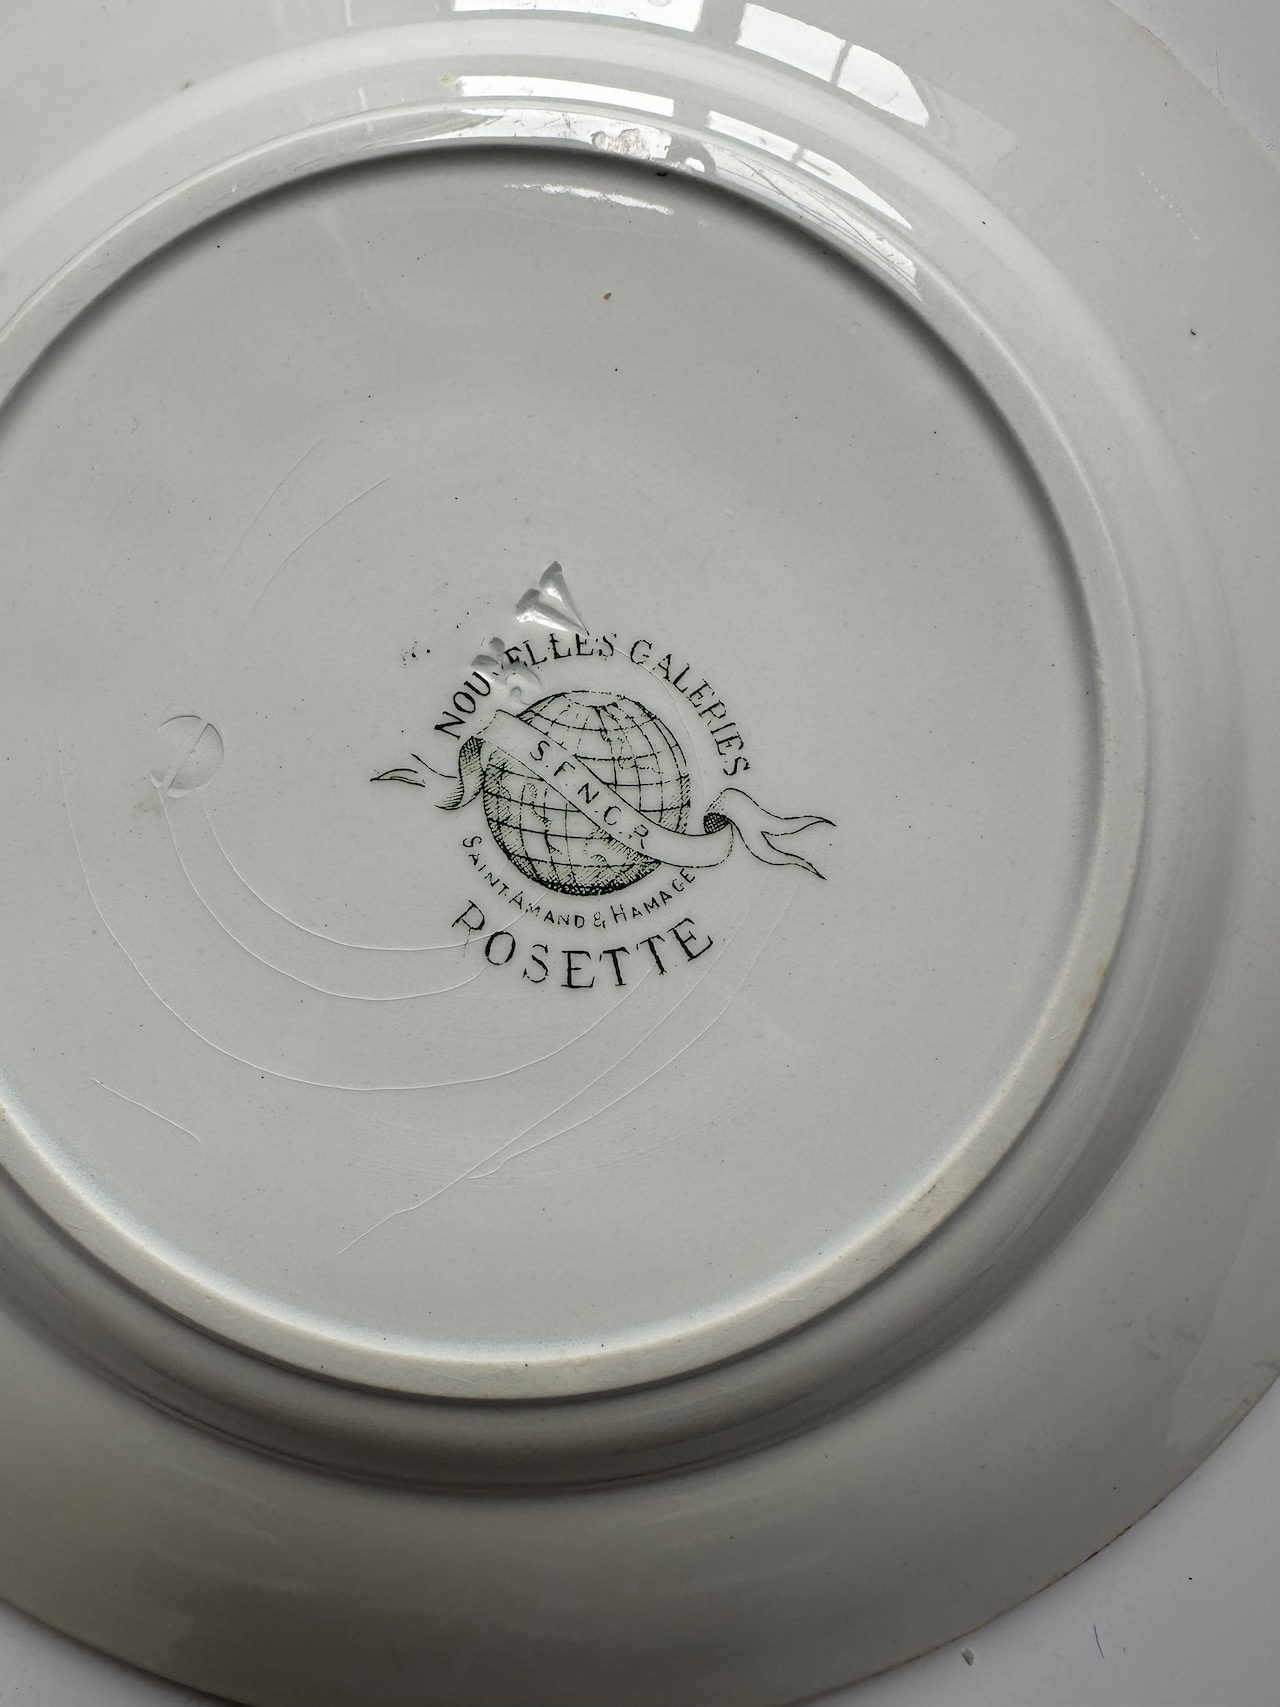 NOUVELLES GALERIES
S.F.N.G.R.
SAINT-AMAND & HAMAGE
ROSETTE